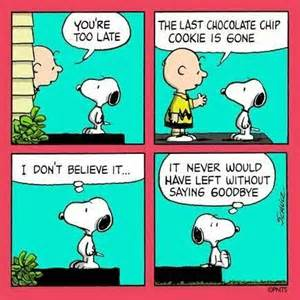 YOU'RE
TOO LATE
THE LAST CHOCOLATE CHIP
COOKIE IS GONE
I DON'T BELIEVE IT...
IT NEVER WOULD
HAVE LEFT WITHOUT
SAYING GOODBYE
SCHULZ
©PNTS